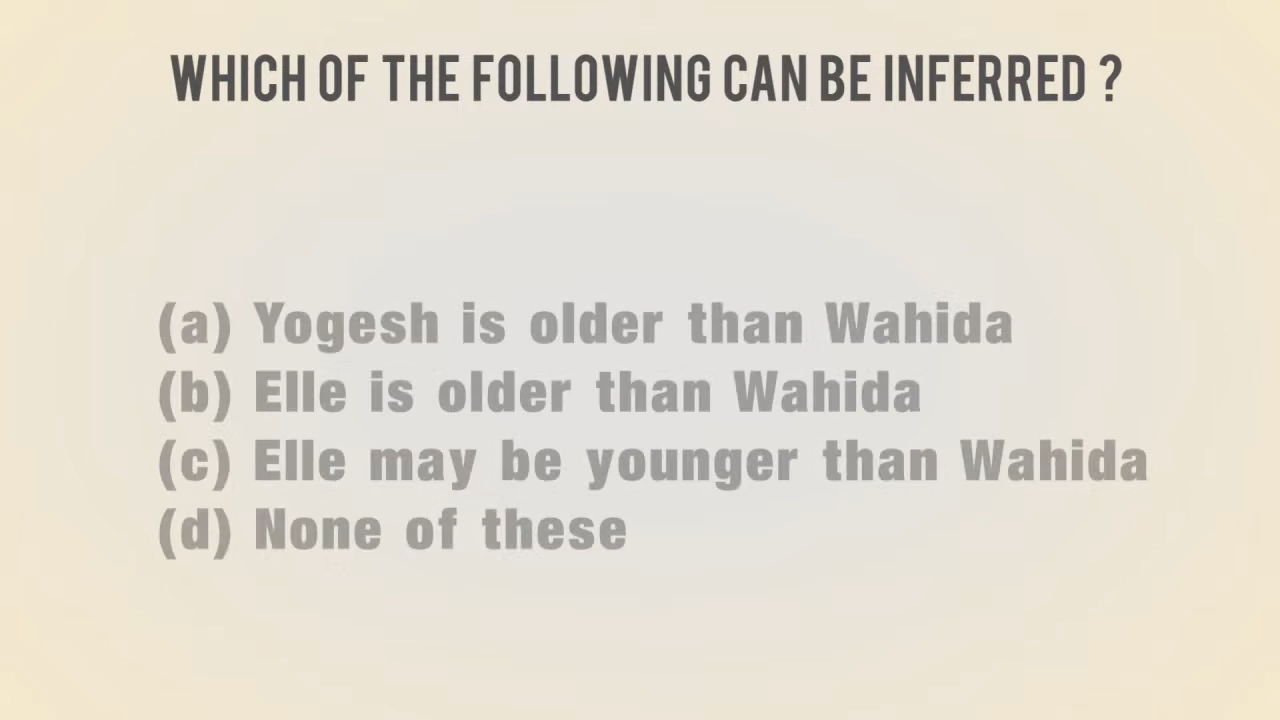 WHICH OF THE FOLLOWING CAN BE INFERRED ?
(a) Yogesh is older than Wahida
(b) Elle is older than Wahida
(c) Elle may be younger than Wahida
(d) None of these